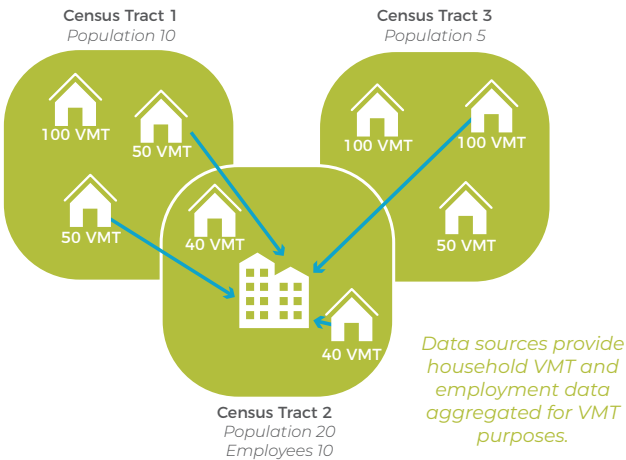 Census Tract 1
Population 10
Census Tract 3
Population 5
100 VMT
50 VMT
50 VMT
100 VMT
100 VMT
50 VMT
40 VMT
40 VMT
Census Tract 2
Population 20
Employees 10
Data sources provide
household VMT and
employment data
aggregated for VMT
purposes.